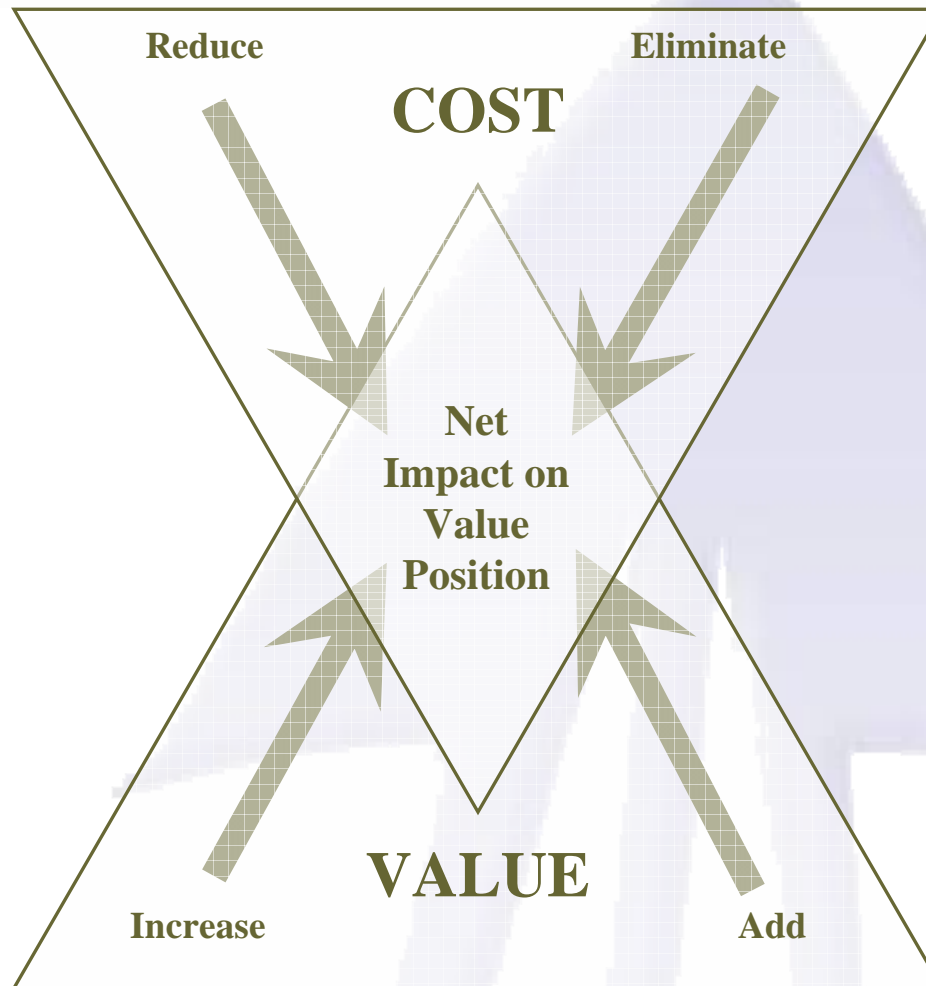 Reduce
Eliminate
COST
Net
Impact on
Value
Position
VALUE
Increase
Add